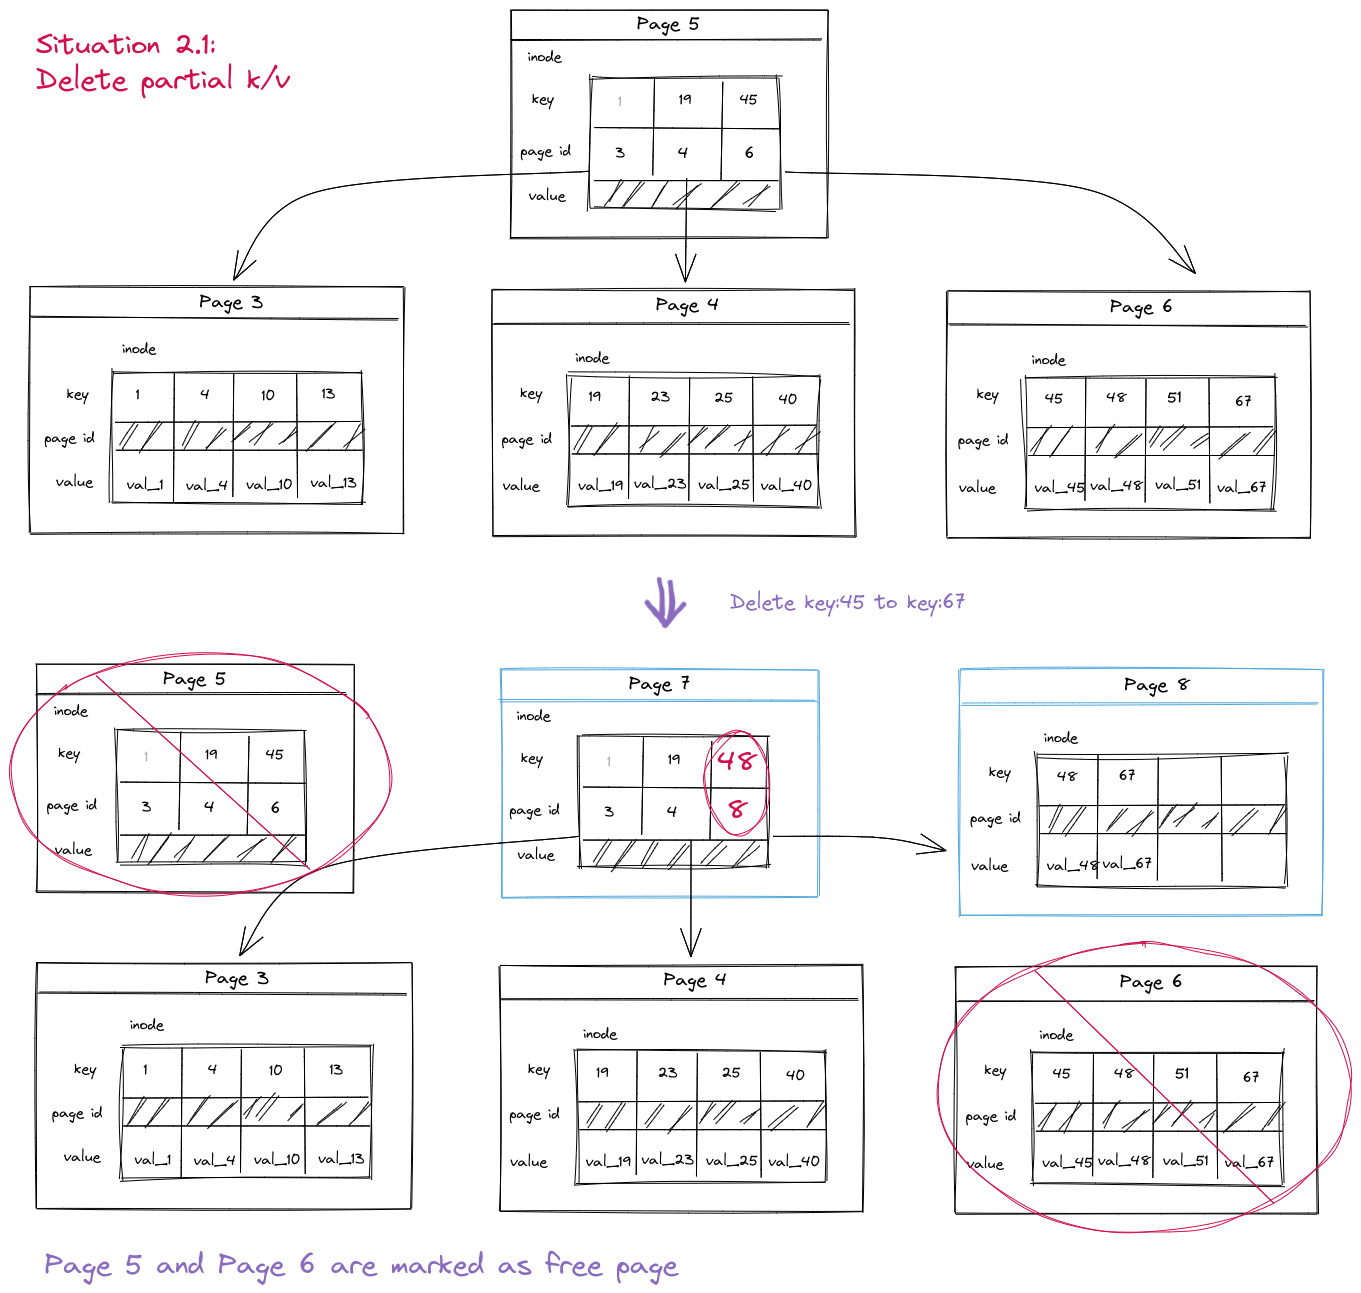 Situation 2.1:
Delete partial k/v
Page 5
inode
key 1 19 45
page id 3 4 6
value
Page 3
inode
key 1 4 10 13
page id
value val_1 val_4 val_10 val_13
Page 4
inode
key 19 23 25 40
page id
value val_19 val_23 val_25 val_40
Page 6
inode
key 45 48 51 67
page id
value val_45 val_48 val_51 val_67
Delete key:45 to key:67
Page 5
inode
key 1 19 45
page id 3 4 6
value
Page 7
inode
key 1 19 48
page id 3 4 8
value
Page 8
inode
key 48 67
page id
value val_48 val_67
Page 3
inode
key 1 4 10 13
page id
value val_1 val_4 val_10 val_13
Page 4
inode
key 19 23 25 40
page id
value val_19 val_23 val_25 val_40
Page 6
inode
key 45 48 51 67
page id
value val_45 val_48 val_51 val_67
Page 5 and Page 6 are marked as free page